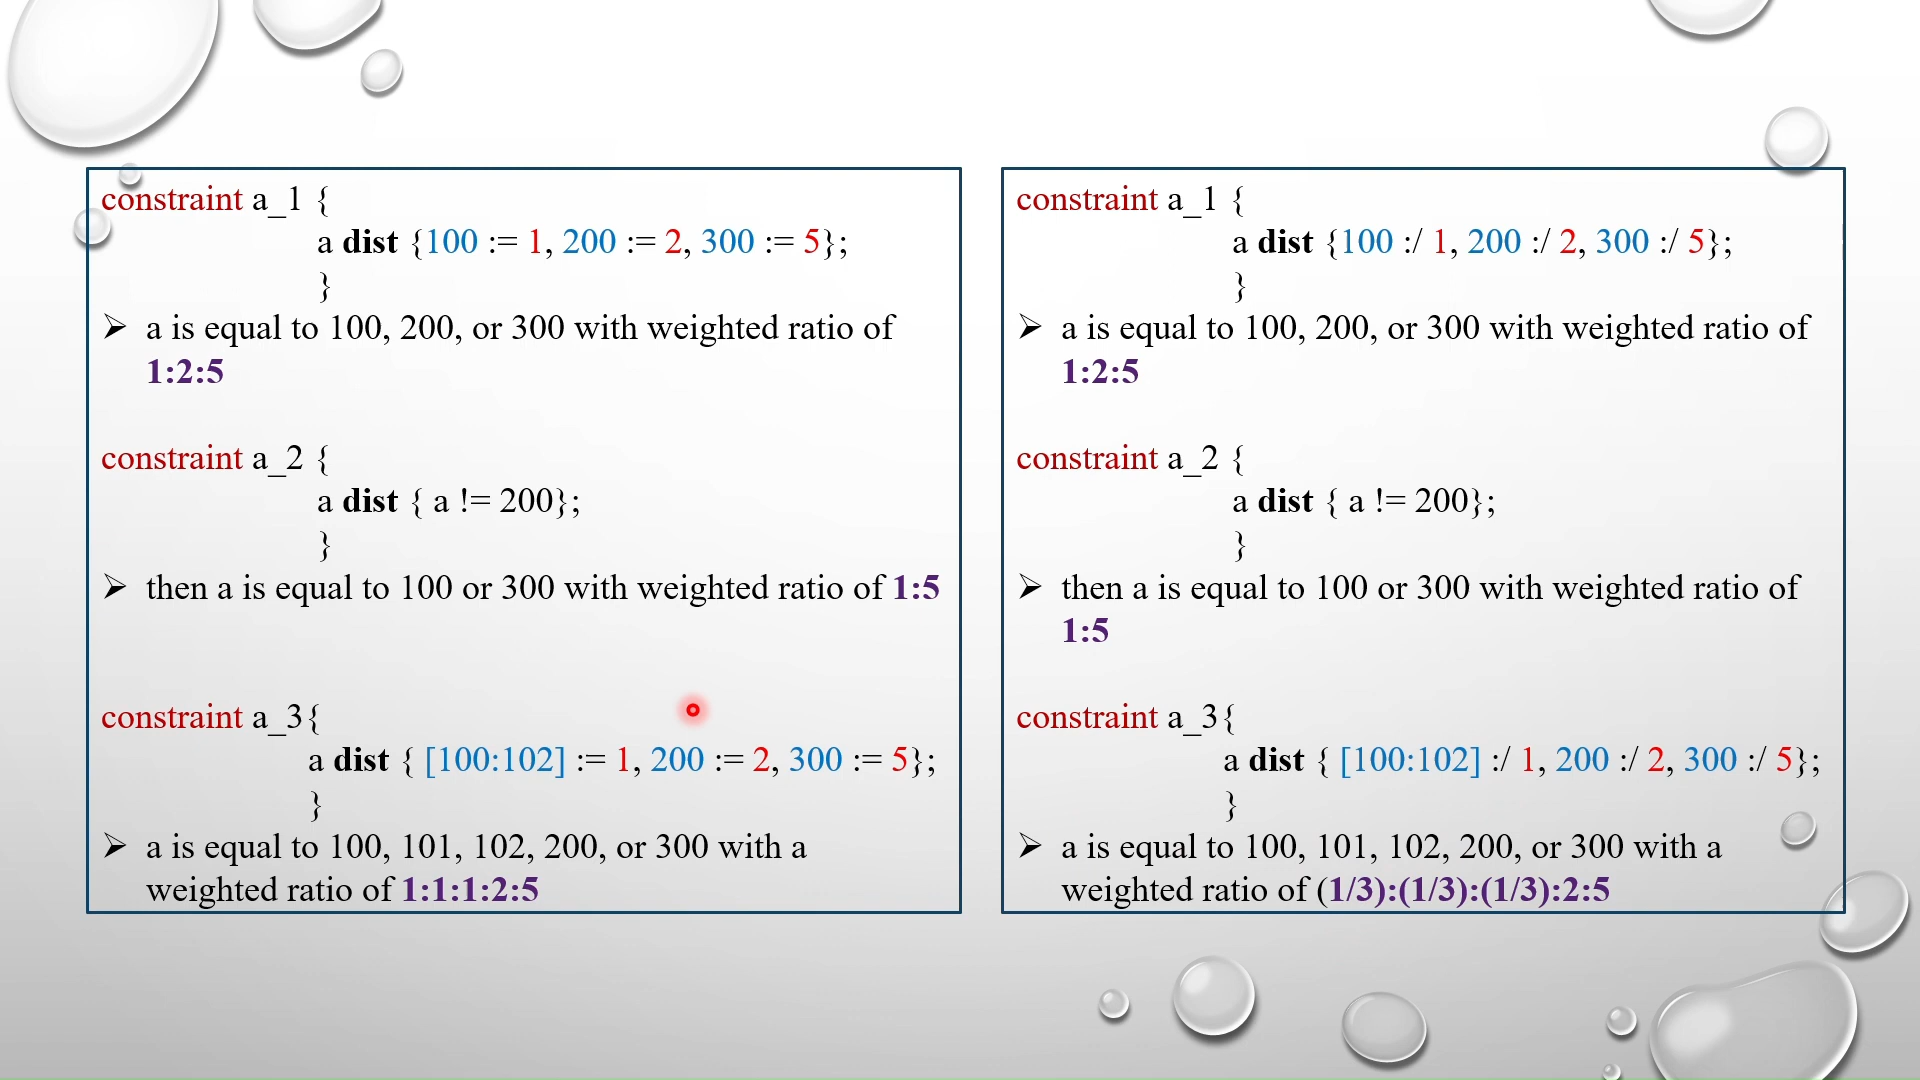 constraint a_1 {
a dist {100 := 1, 200 := 2, 300 := 5};
}
➢ a is equal to 100, 200, or 300 with weighted ratio of
1:2:5
constraint a_2 {
a dist { a != 200};
}
➢ then a is equal to 100 or 300 with weighted ratio of 1:5
constraint a_3{
a dist { [100:102] := 1, 200 := 2, 300 := 5};
}
➢ a is equal to 100, 101, 102, 200, or 300 with a
weighted ratio of 1:1:1:2:5
constraint a_1 {
a dist {100 :/ 1, 200 :/ 2, 300 :/ 5};
}
➢ a is equal to 100, 200, or 300 with weighted ratio of
1:2:5
constraint a_2 {
a dist { a != 200};
}
➢ then a is equal to 100 or 300 with weighted ratio of
1:5
constraint a_3{
a dist { [100:102] :/ 1, 200 :/ 2, 300 :/ 5};
}
➢ a is equal to 100, 101, 102, 200, or 300 with a
weighted ratio of (1/3):(1/3):(1/3):2:5